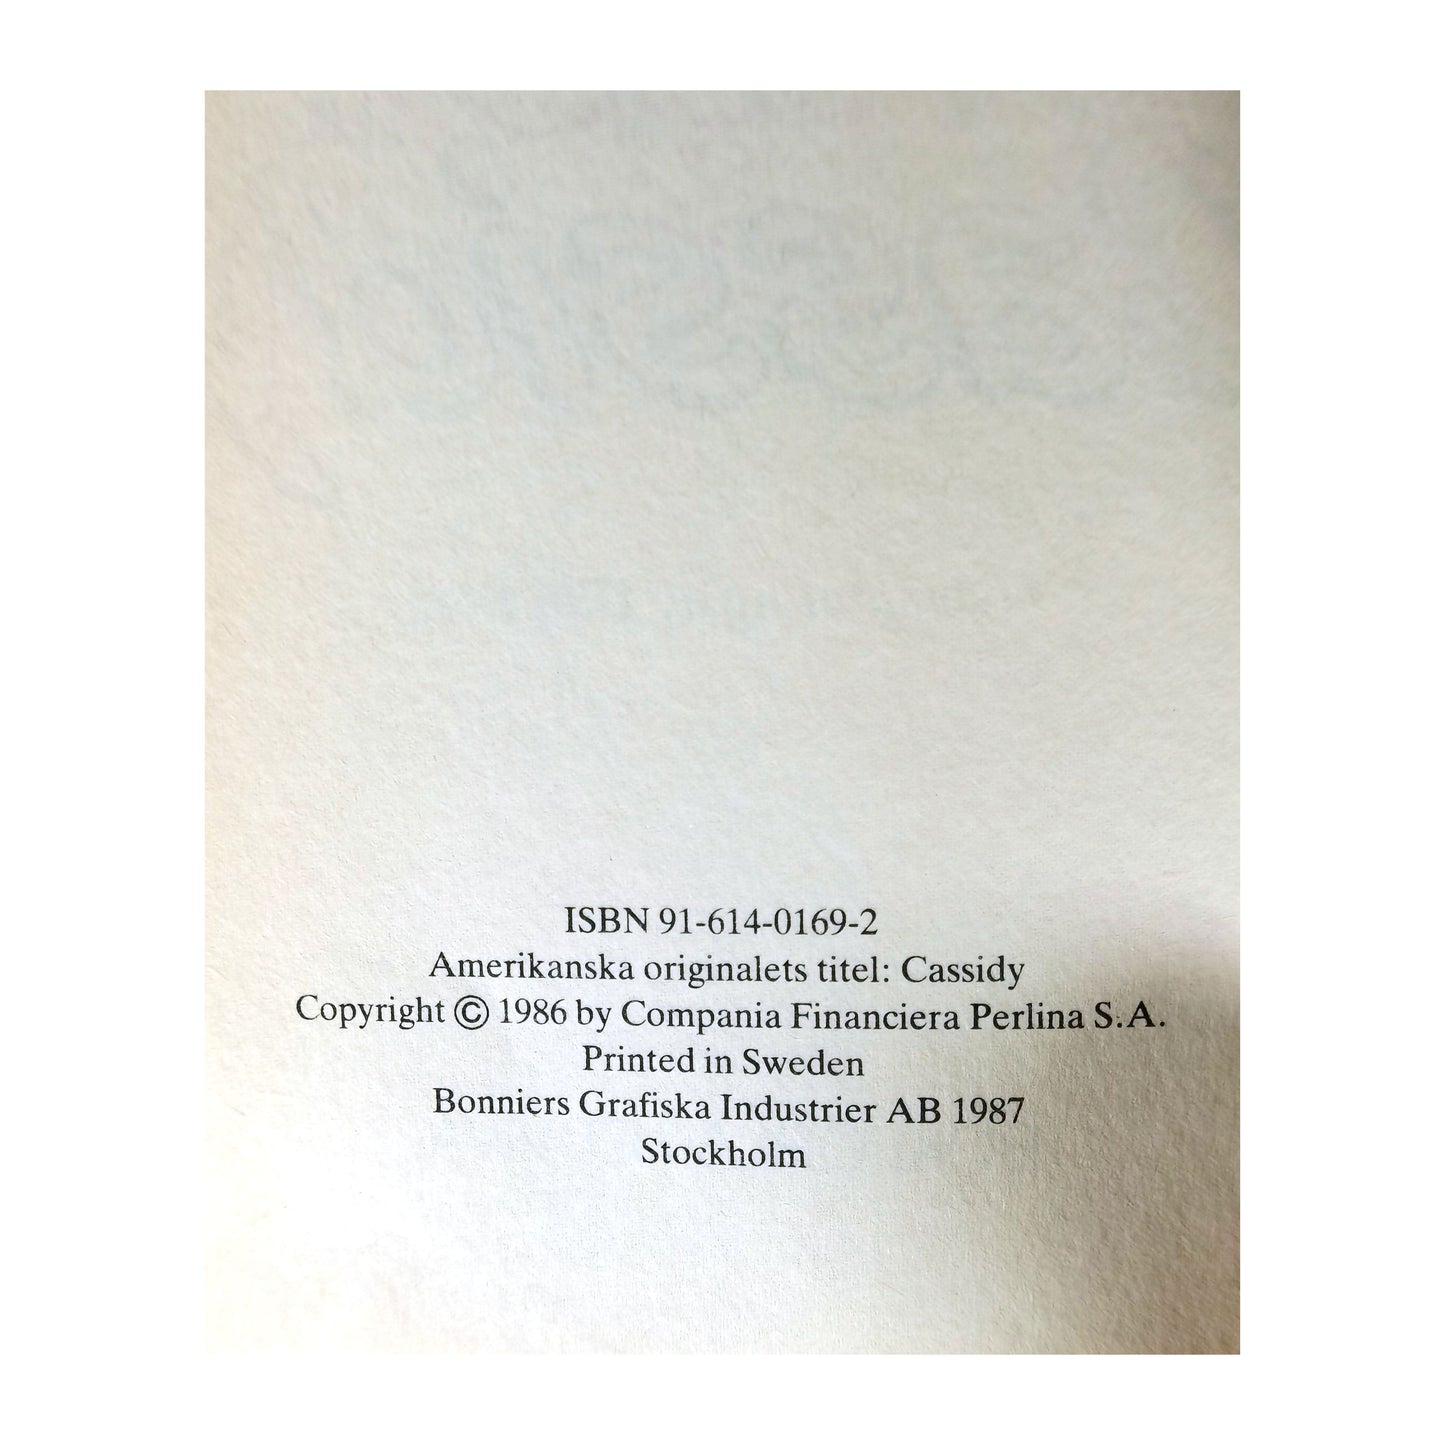 ISBN 91-614-0169-2
Amerikanska originalets titel: Cassidy
Copyright © 1986 by Compania Financiera Perlina S.A.
Printed in Sweden
Bonniers Grafiska Industrier AB 1987
Stockholm